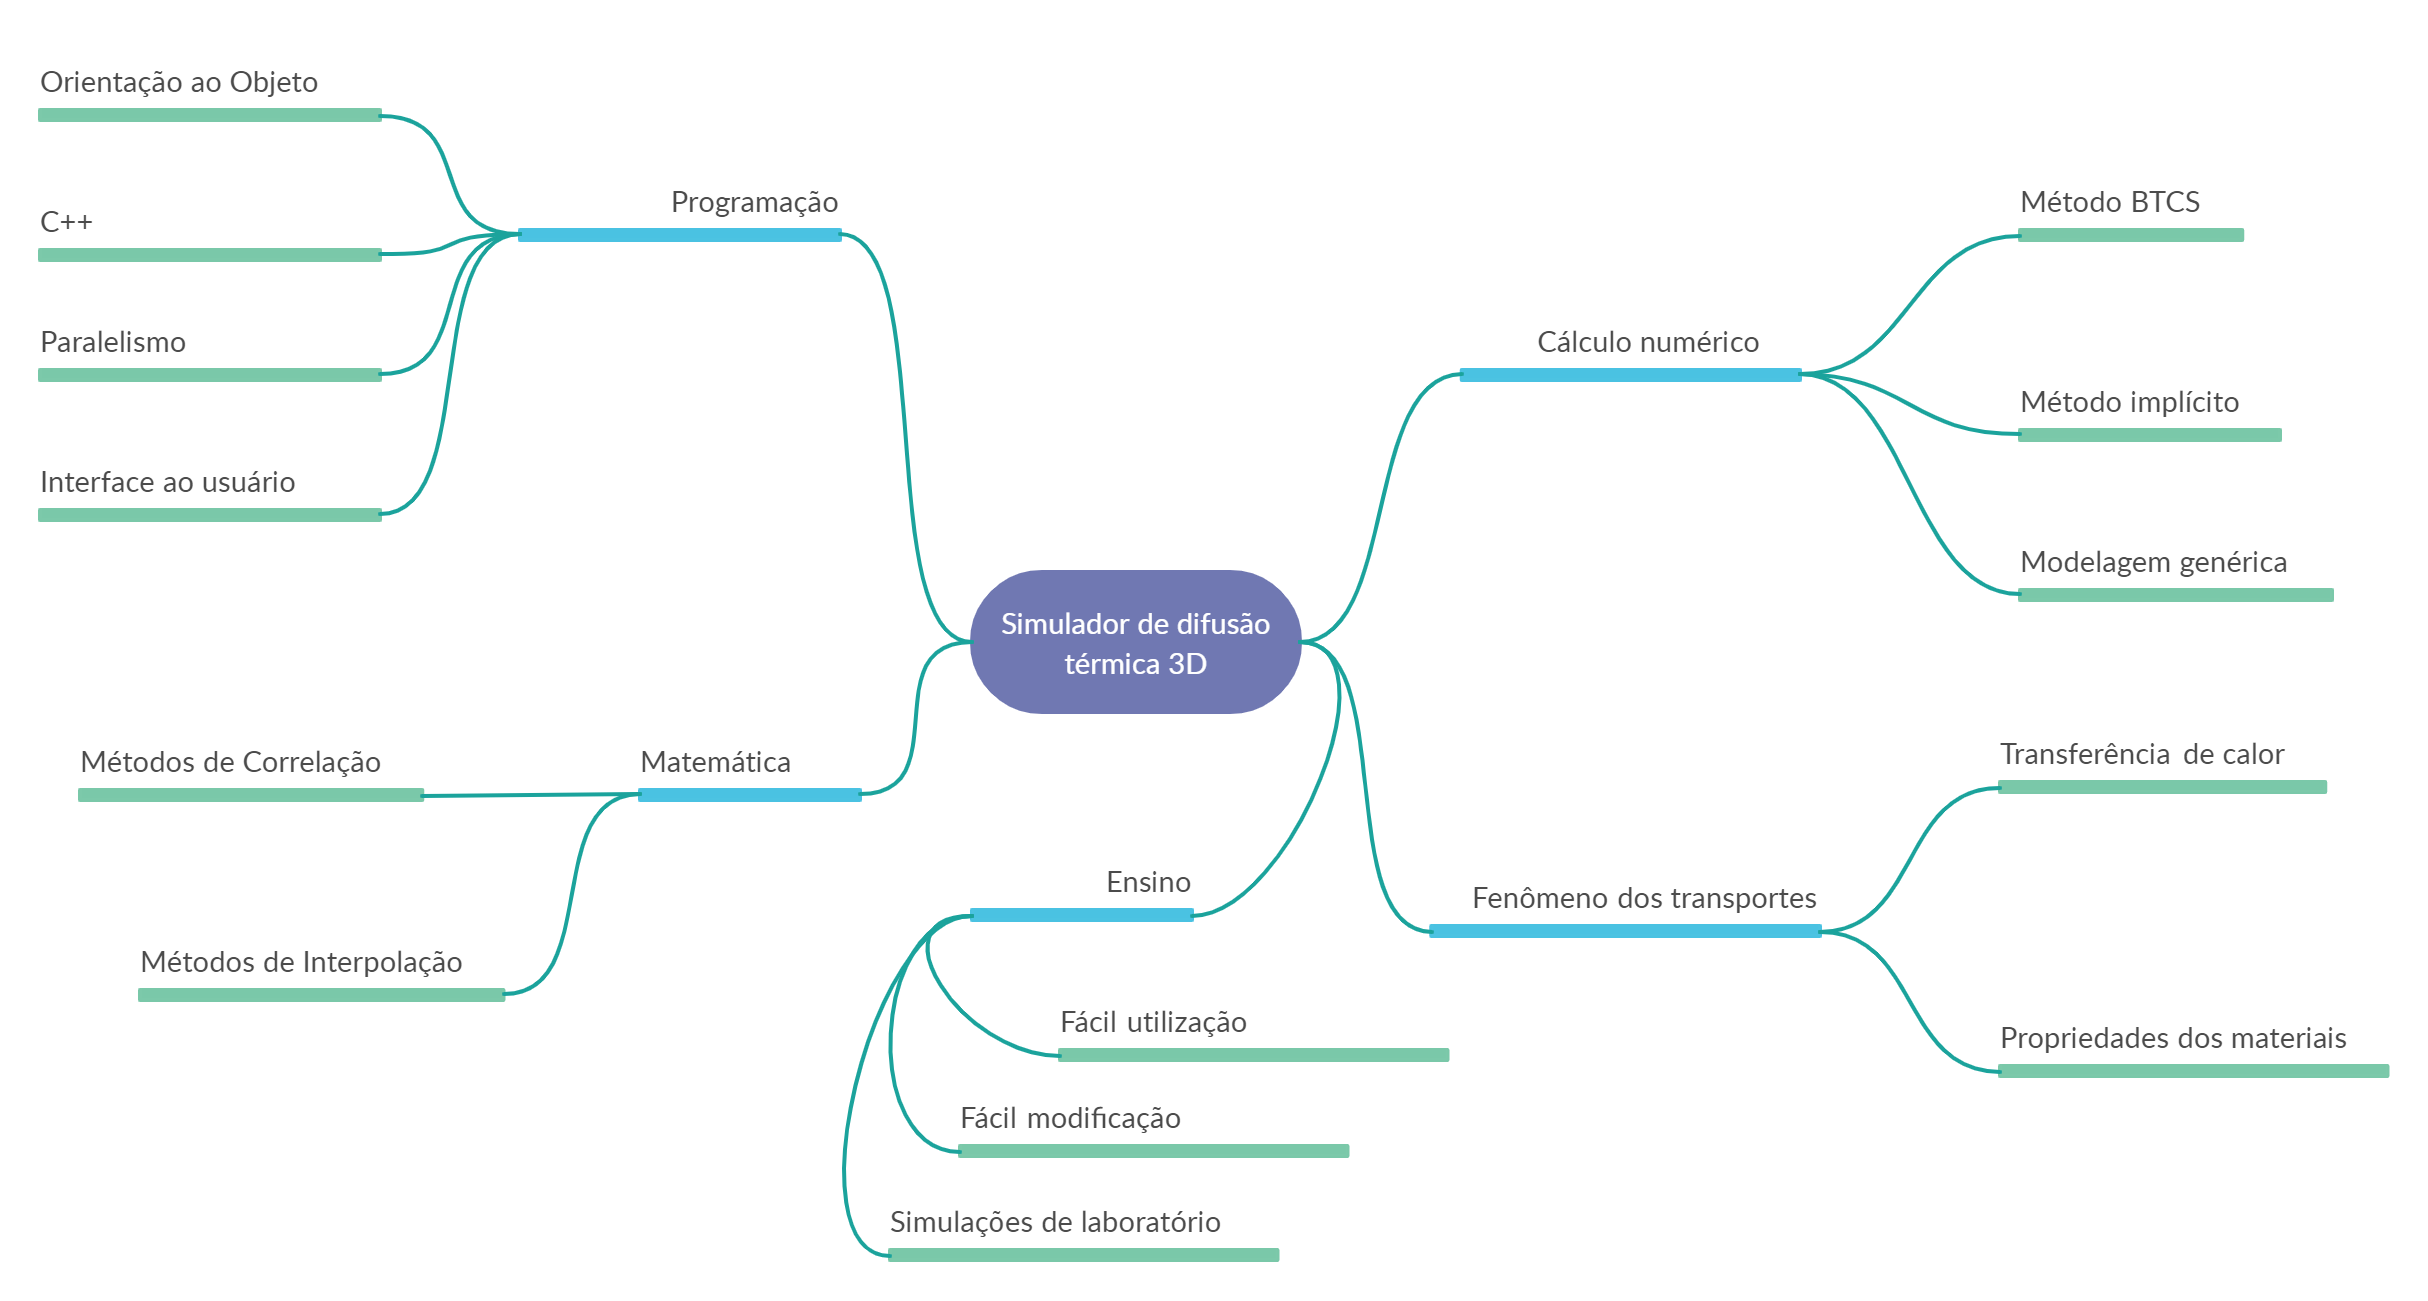 Orientação ao Objeto
C++
Paralelismo
Interface ao usuário
Programação
Métodos de Correlação
Métodos de Interpolação
Matemática
Simulador de difusão
térmica 3D
Ensino
Fácil utilização
Fácil modificação
Simulações de laboratório
Cálculo numérico
Método BTCS
Método implícito
Modelagem genérica
Fenômeno dos transportes
Transferência de calor
Propriedades dos materiais